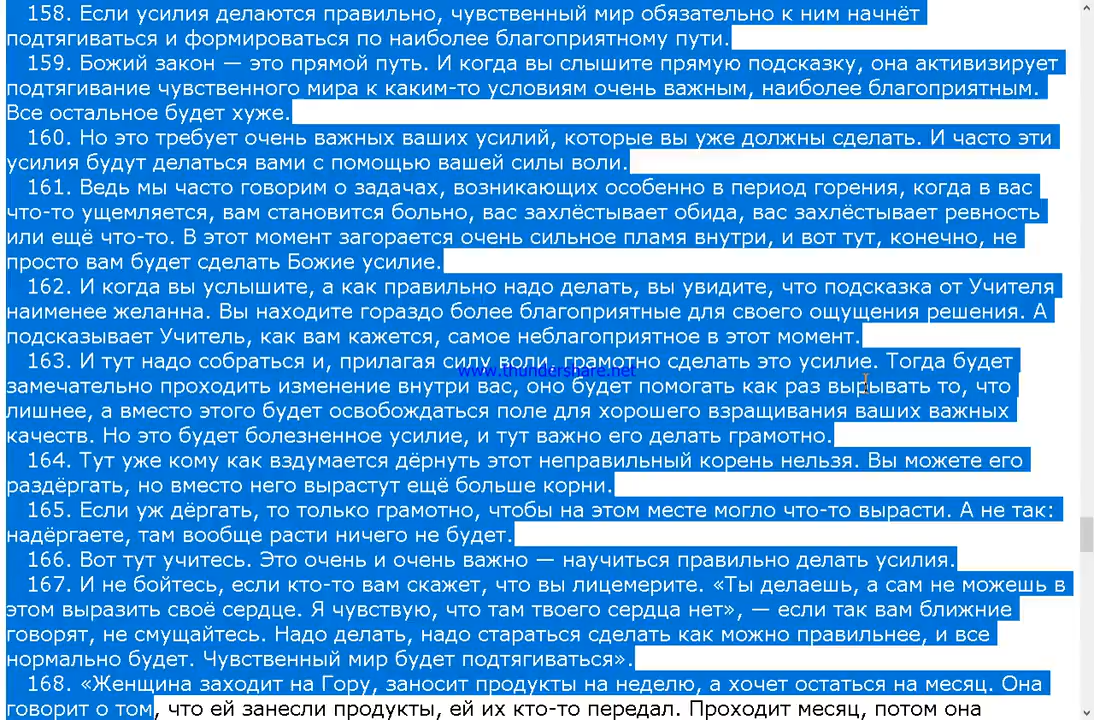 158. Если усилия делаются правильно, чувственный мир обязательно к ним начнёт
подтягиваться и формироваться по наиболее благоприятному пути.
159. Божий закон — это прямой путь. И когда вы слышите прямую подсказку, она активизирует
подтягивание чувственного мира к каким-то условиям очень важным, наиболее благоприятным.
Все остальное будет хуже.
160. Но это требует очень важных ваших усилий, которые вы уже должны сделать. И часто эти
усилия будут делаться вами с помощью вашей силы воли.
161. Ведь мы часто говорим о задачах, возникающих особенно в период горения, когда в вас
что-то ущемляется, вам становится больно, вас захлёстывает обида, вас захлёстывает ревность
или ещё что-то. В этот момент загорается очень сильное пламя внутри, и вот тут, конечно, не
просто вам будет сделать Божие усилие.
162. И когда вы услышите, а как правильно надо делать, вы увидите, что подсказка от Учителя
наименее желанна. Вы находите гораздо более благоприятные для своего ощущения решения. А
подсказывает Учитель, как вам кажется, самое неблагоприятное в этот момент.
163. И тут надо собраться и, прилагая силу воли, грамотно сделать это усилие. Тогда будет
www.thundershare.net
замечательно проходить изменение внутри вас, оно будет помогать как раз вырывать то, что
лишнее, а вместо этого будет освобождаться поле для хорошего взращивания ваших важных
качеств. Но это будет болезненное усилие, и тут важно его делать грамотно.
164. Тут уже кому как вздумается дёрнуть этот неправильный корень нельзя. Вы можете его
раздёргать, но вместо него вырастут ещё больше корни.
165. Если уж дёргать, то только грамотно, чтобы на этом месте могло что-то вырасти. А не так:
надёргаете, там вообще расти ничего не будет.
166. Вот тут учитесь. Это очень и очень важно — научиться правильно делать усилия.
167. И не бойтесь, если кто-то вам скажет, что вы лицемерите. «Ты делаешь, а сам не можешь в
этом выразить своё сердце. Я чувствую, что там твоего сердца нет», — если так вам ближние
говорят, не смущайтесь. Надо делать, надо стараться сделать как можно правильнее, и все
нормально будет. Чувственный мир будет подтягиваться».
168. «Женщина заходит на Гору, заносит продукты на неделю, а хочет остаться на месяц. Она
говорит о том, что ей занесли продукты, ей их кто-то передал. Проходит месяц, потом она